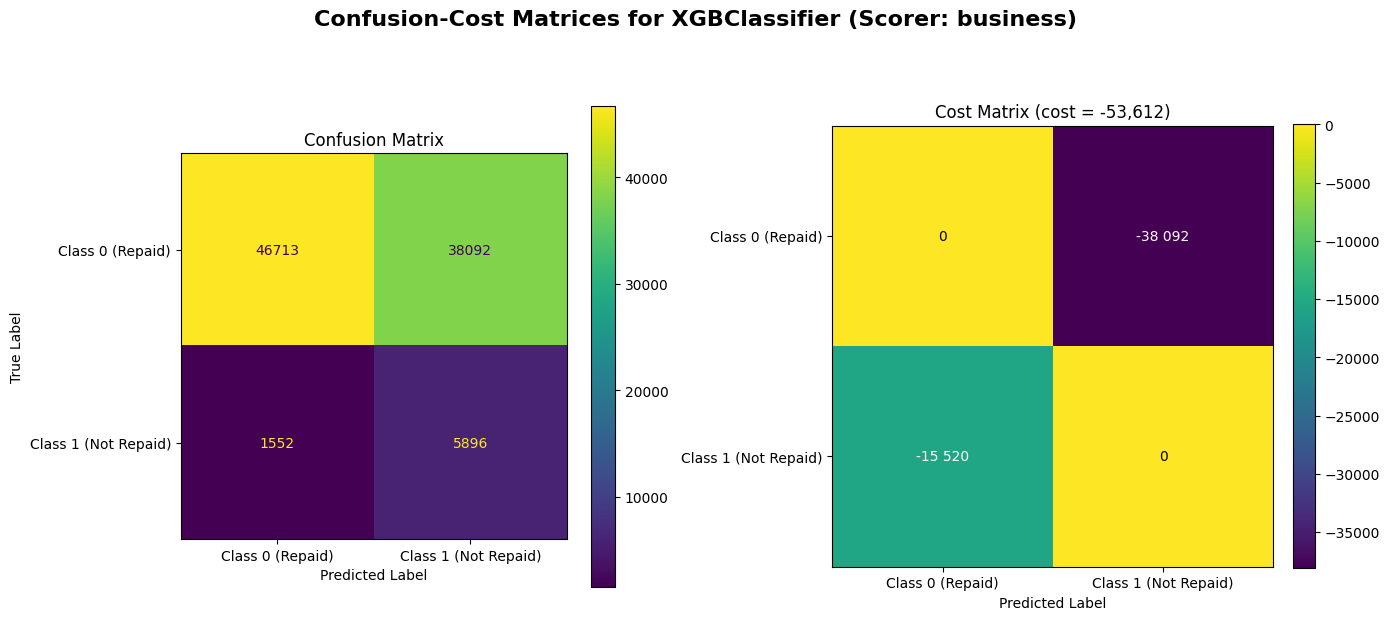 Confusion-Cost Matrices for XGBClassifier (Scorer: business)
Confusion Matrix
True Label
Class 0 (Repaid)
Class 1 (Not Repaid)
46713
38092
1552
5896
Class 0 (Repaid)
Class 1 (Not Repaid)
Predicted Label
40000
30000
20000
10000
Cost Matrix (cost = -53,612)
Class 0 (Repaid)
Class 1 (Not Repaid)
0
-38 092
-15 520
0
Class 0 (Repaid)
Class 1 (Not Repaid)
Predicted Label
0
−5000
−10000
−15000
−20000
−25000
−30000
−35000